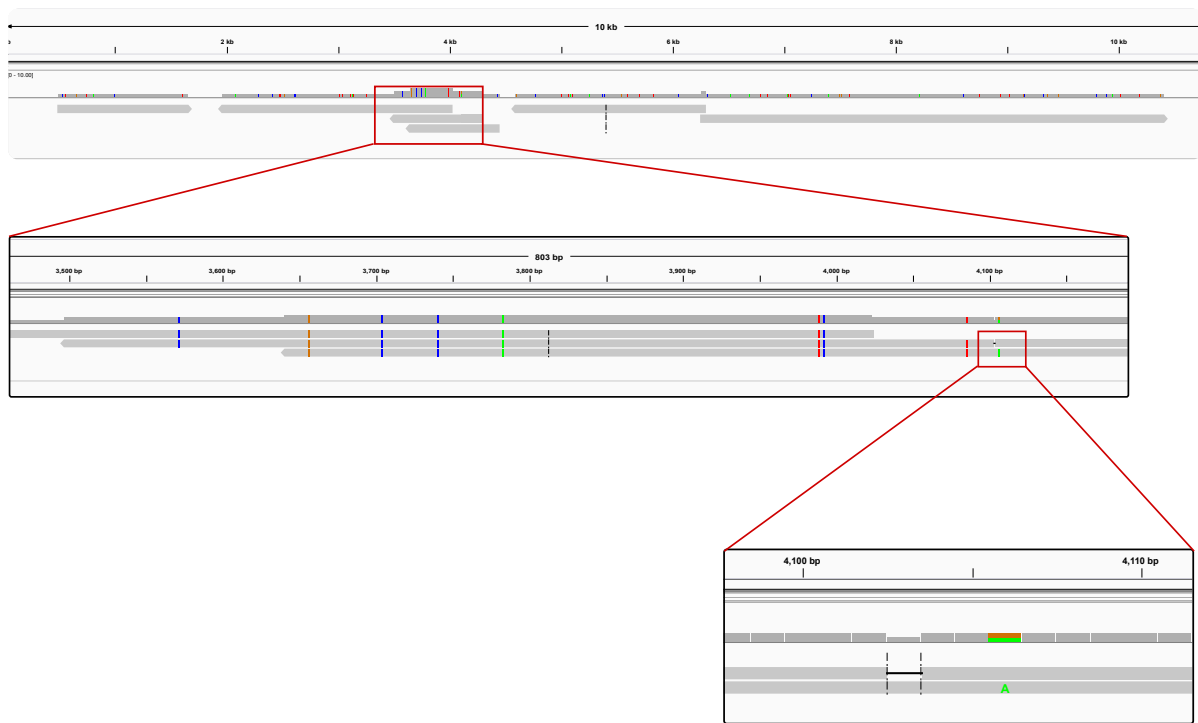 10 kb
2 kb 4 kb 6 kb 8 kb 10 kb
0 - 10.00]
803 bp
3,500 bp 3,600 bp 3,700 bp 3,800 bp 3,900 bp 4,000 bp 4,100 bp
4,100 bp 4,110 bp
A